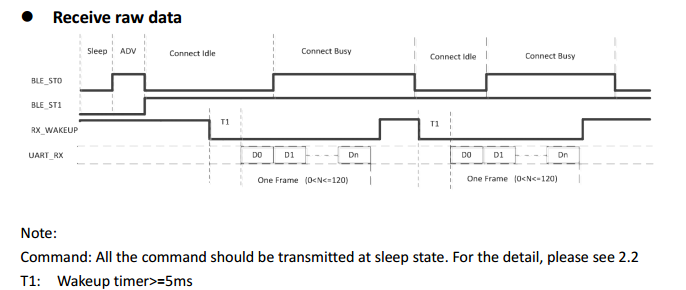 ● Receive raw data
Sleep ADV Connect Idle Connect Busy Connect Idle Connect Busy
BLE_ST0
BLE_ST1
RX_WAKEUP T1 T1
UART_RX D0 D1 Dn D0 D1 Dn
One Frame (0<N<=120) One Frame (0<N<=120)
Note:
Command: All the command should be transmitted at sleep state. For the detail, please see 2.2
T1: Wakeup timer>=5ms